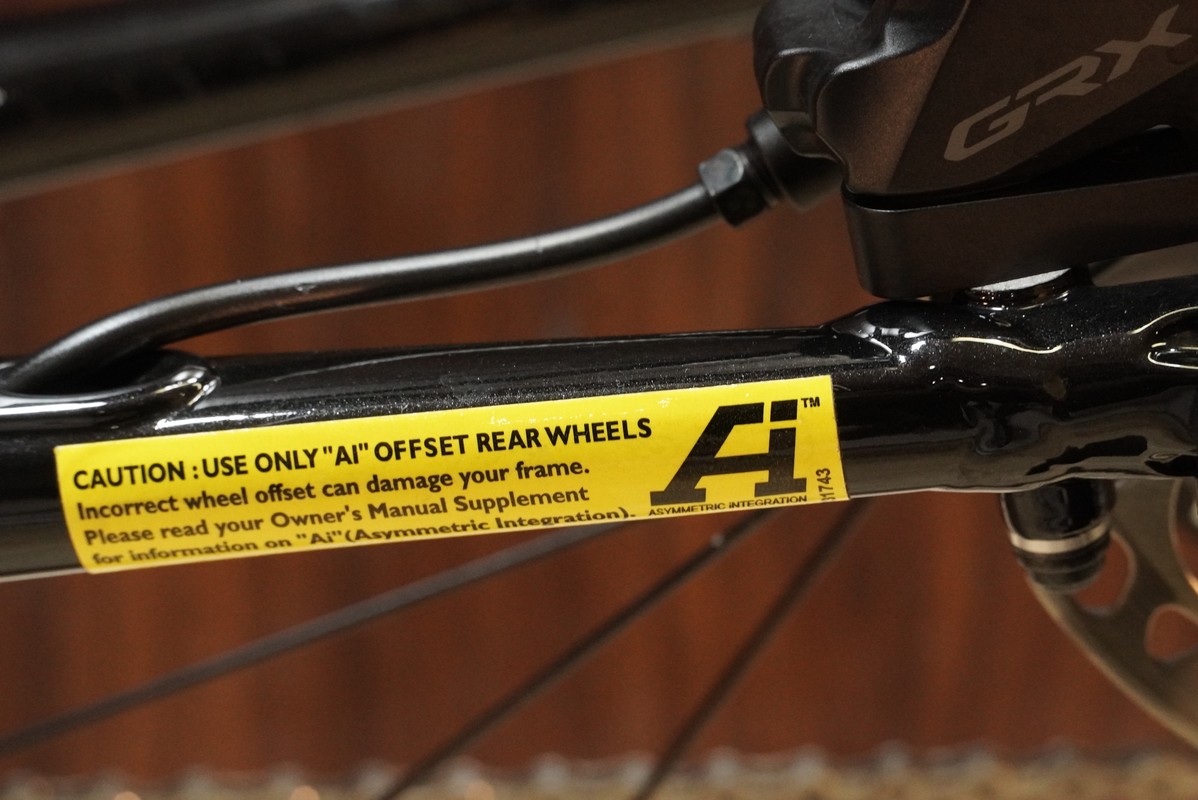 GRX
CAUTION : USE ONLY "AI" OFFSET REAR WHEELS
Incorrect wheel offset can damage your frame.
Please read your Owner's Manual Supplement
for information on "Ai"(Asymmetric Integration).
Ai™
ASYMMETRIC INTEGRATION
11743